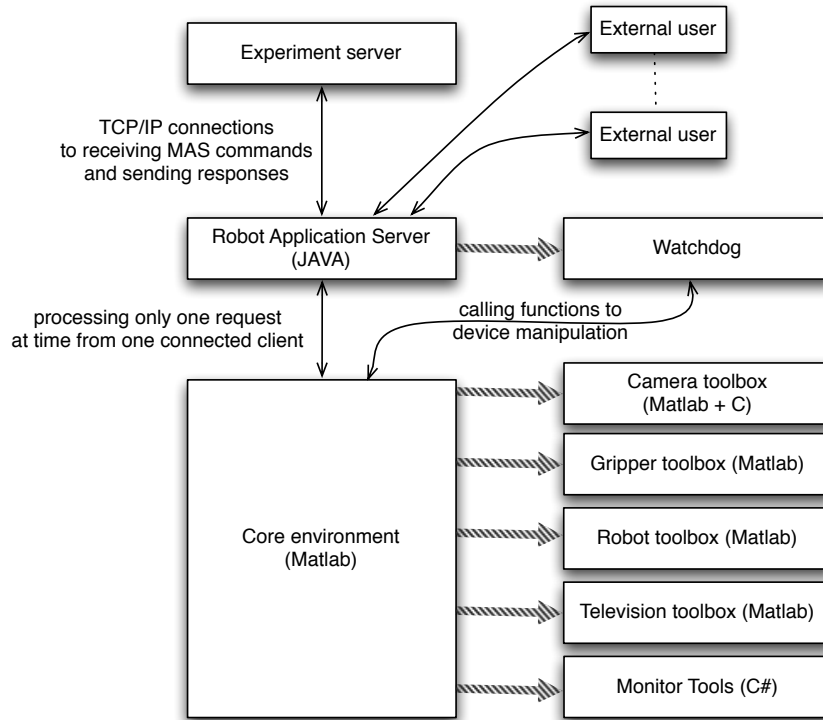 Experiment server
External user
External user
TCP/IP connections
to receiving MAS commands
and sending responses
Robot Application Server
(JAVA)
Watchdog
processing only one request
at time from one connected client
calling functions to
device manipulation
Core environment
(Matlab)
Camera toolbox
(Matlab + C)
Gripper toolbox (Matlab)
Robot toolbox (Matlab)
Television toolbox (Matlab)
Monitor Tools (C#)